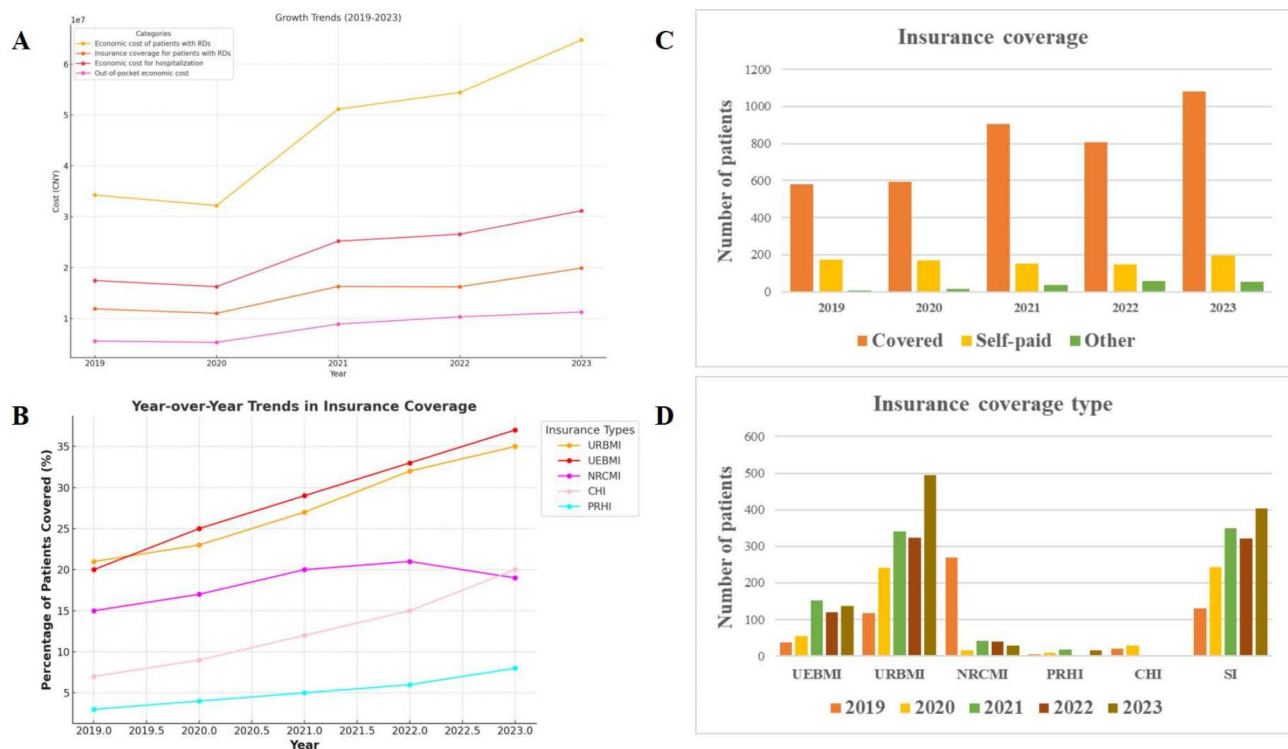 A
Growth Trends (2019-2023)
1e7
Categories
Economic cost of patients with RDs
Insurance coverage for patients with RDs
Economic cost for hospitalization
Out-of-pocket economic cost
Cost (CNY)
6
5
4
3
2
1
2019 2020 2021 2022 2023
Year
B
Year-over-Year Trends in Insurance Coverage
Insurance Types
URBMI
UEBMI
NRCMI
CHI
PRHI
Percentage of Patients Covered (%)
35
30
25
20
15
10
5
2019.0 2019.5 2020.0 2020.5 2021.0 2021.5 2022.0 2022.5 2023.0
Year
C
Insurance coverage
Number of patients
1200
1000
800
600
400
200
0
2019 2020 2021 2022 2023
Covered Self-paid Other
D
Insurance coverage type
Number of patients
600
500
400
300
200
100
0
UEBMI URBMI NRCMI PRHI CHI SI
2019 2020 2021 2022 2023